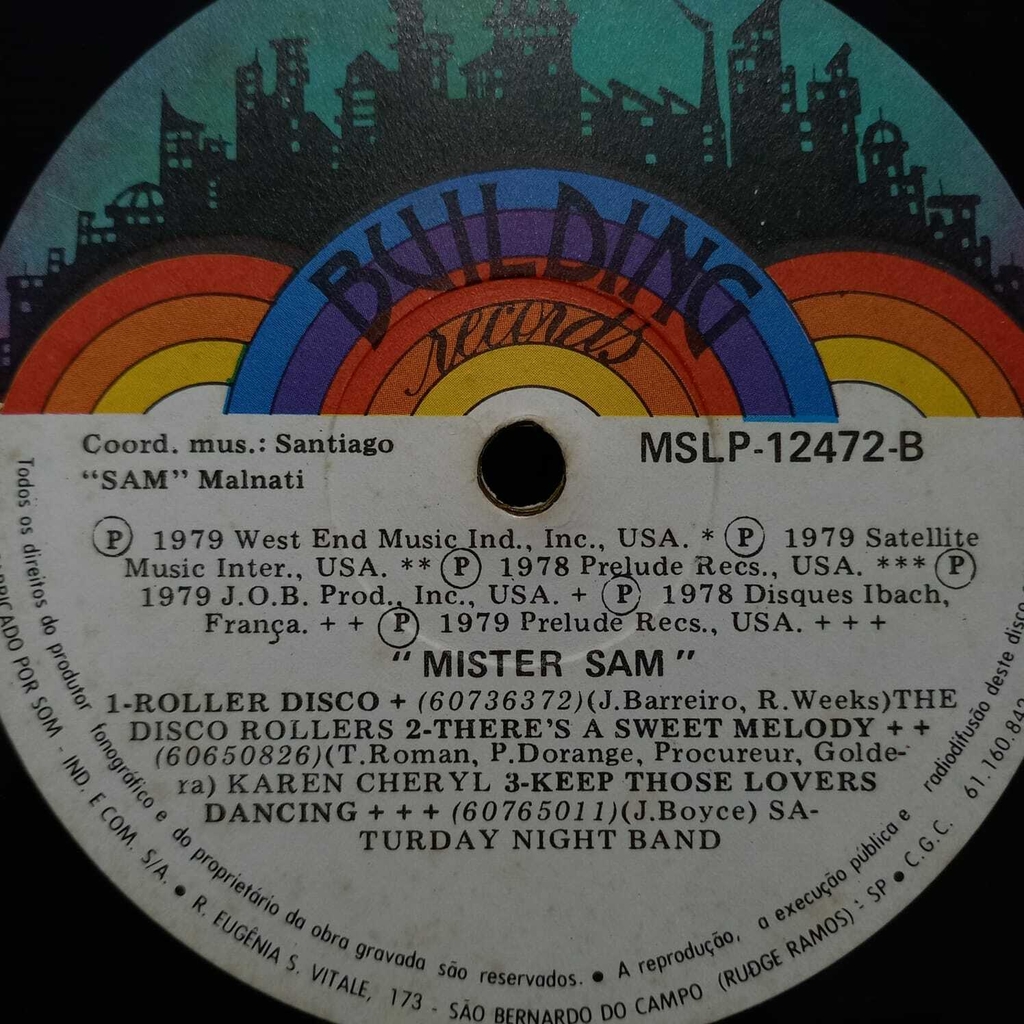 BUILDING
records
Coord. mus.: Santiago
“SAM” Malnati
MSLP-12472-B
Ⓟ 1979 West End Music Ind., Inc., USA. * Ⓟ 1979 Satellite
Music Inter., USA. ** Ⓟ 1978 Prelude Recs., USA. *** Ⓟ
1979 J.O.B. Prod., Inc., USA. + Ⓟ 1978 Disques Ibach,
França. + + Ⓟ 1979 Prelude Recs., USA. + + +
“MISTER SAM”
1-ROLLER DISCO + (60736372)(J.Barreiro, R.Weeks)THE
DISCO ROLLERS 2-THERE'S A SWEET MELODY + +
(60650826)(T.Roman, P.Dorange, Procureur, Golde-
ra) KAREN CHERYL 3-KEEP THOSE LOVERS
DANCING + + + (60765011)(J.Boyce) SA-
TURDAY NIGHT BAND
Todos os direitos do produtor fonográfico e do proprietário da obra gravada são reservados. • A reprodução, a execução pública e radiodifusão deste disco
FABRICADO POR SOM - IND. E COM. S/A. • R. EUGÊNIA S. VITALE, 173 - SÃO BERNARDO DO CAMPO (RUDGE RAMOS) - SP • C.G.C. 61.160.842